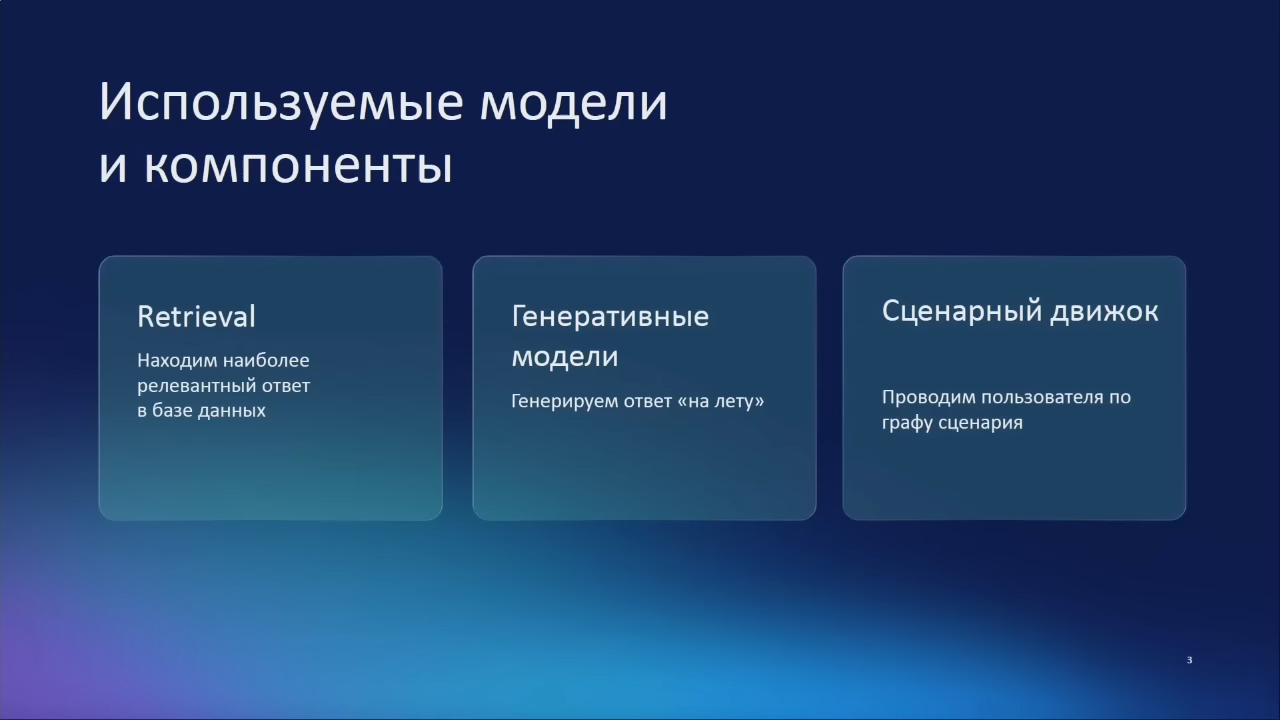 Используемые модели
и компоненты
Retrieval
Находим наиболее
релевантный ответ
в базе данных
Генеративные
модели
Генерируем ответ «на лету»
Сценарный движок
Проводим пользователя по
графу сценария
3